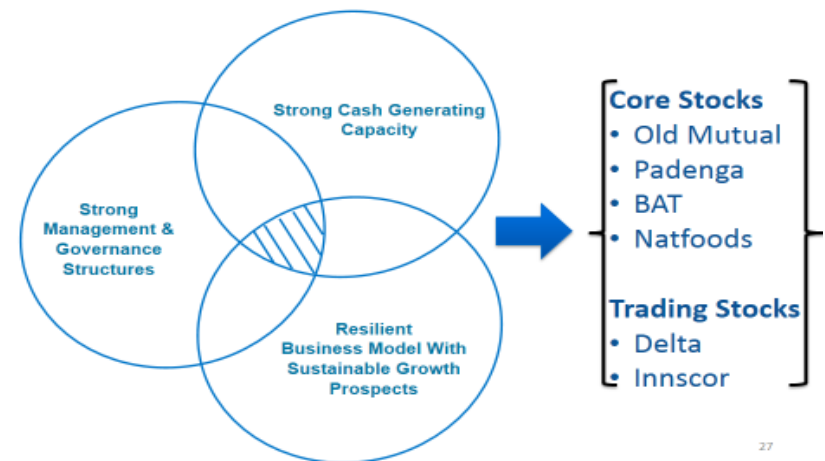 Strong Cash Generating
Capacity
Strong
Management &
Governance
Structures
Resilient
Business Model With
Sustainable Growth
Prospects
Core Stocks
• Old Mutual
• Padenga
• BAT
• Natfoods
Trading Stocks
• Delta
• Innscor
27